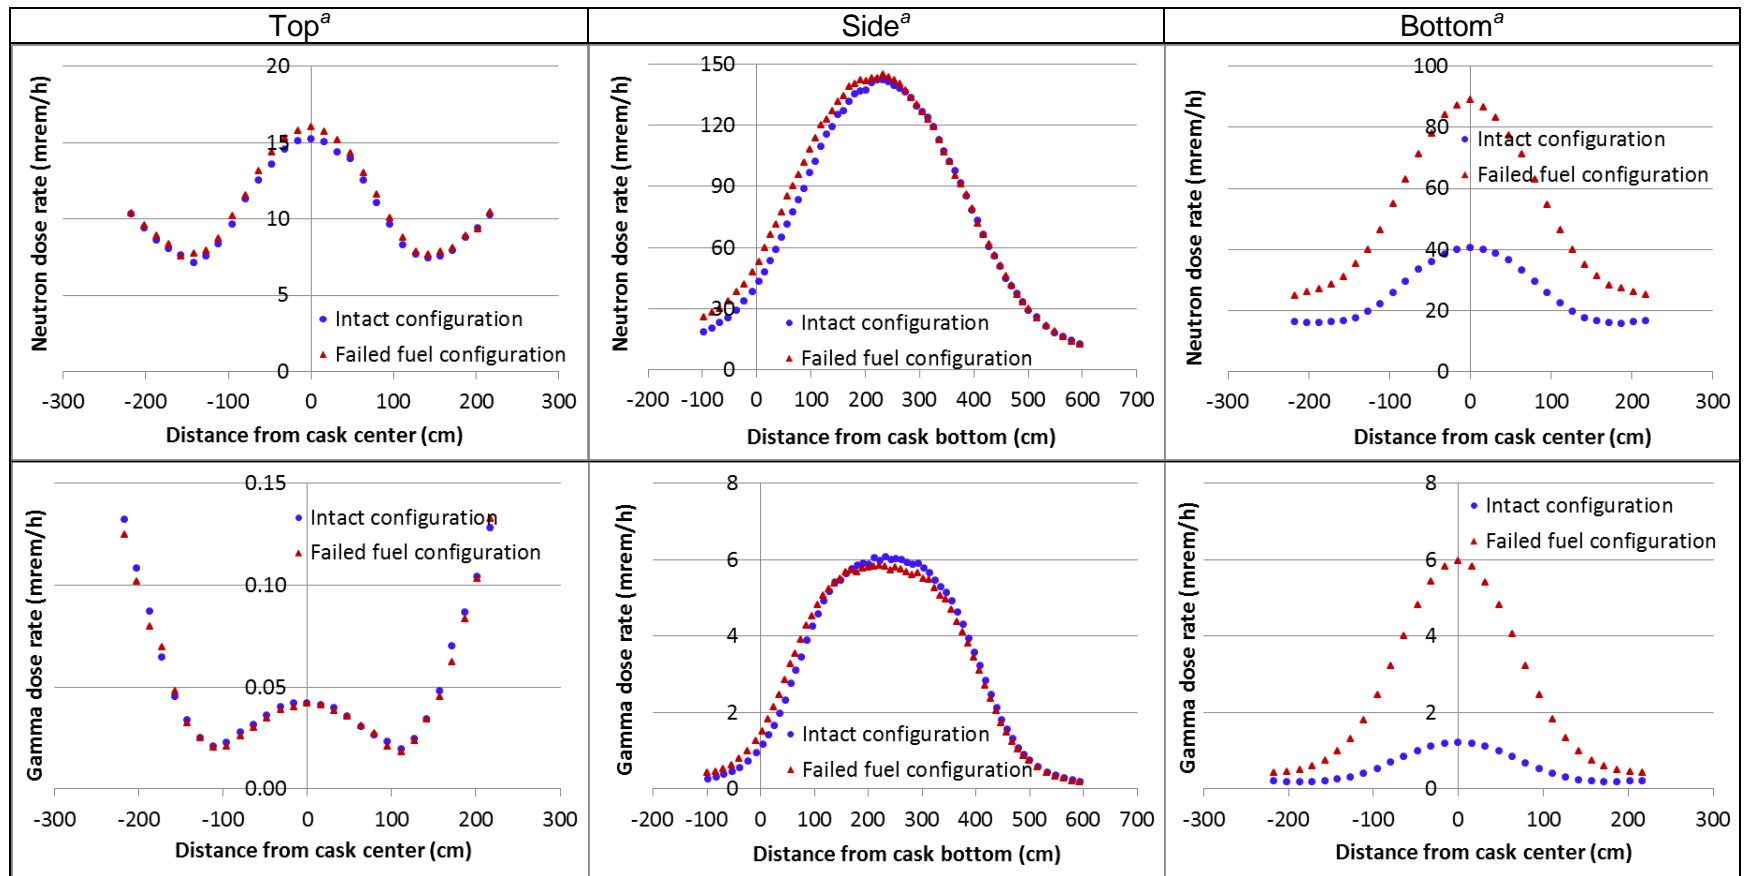 Top^a
Side^a
Bottom^a
Neutron dose rate (mrem/h)
20
15
10
5
0
Intact configuration
Failed fuel configuration
-300 -200 -100 0 100 200 300
Distance from cask center (cm)
Neutron dose rate (mrem/h)
150
120
90
60
30
0
Intact configuration
Failed fuel configuration
-200 -100 0 100 200 300 400 500 600 700
Distance from cask bottom (cm)
Neutron dose rate (mrem/h)
100
80
60
40
20
0
Intact configuration
Failed fuel configuration
-300 -200 -100 0 100 200 300
Distance from cask center (cm)
Gamma dose rate (mrem/h)
0.15
0.10
0.05
0.00
Intact configuration
Failed fuel configuration
-300 -200 -100 0 100 200 300
Distance from cask center (cm)
Gamma dose rate (mrem/h)
8
6
4
2
0
Intact configuration
Failed fuel configuration
-200 -100 0 100 200 300 400 500 600 700
Distance from cask bottom (cm)
Gamma dose rate (mrem/h)
8
6
4
2
0
Intact configuration
Failed fuel configuration
-300 -200 -100 0 100 200 300
Distance from cask center (cm)